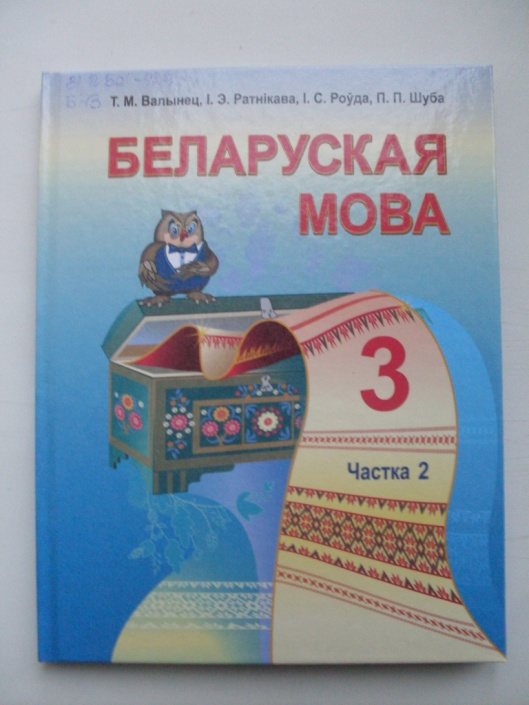 Т. М. Валынец, І. Э. Ратнікава, І. С. Роўда, П. П. Шуба
БЕЛАРУСКАЯ
МОВА
3
Частка 2